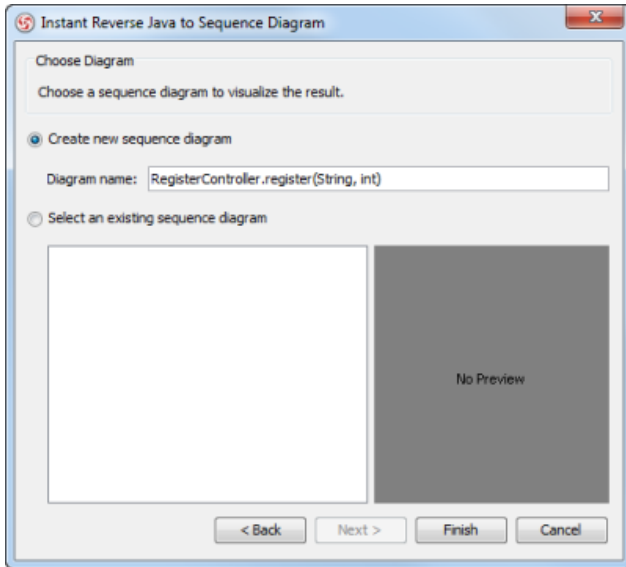 Instant Reverse Java to Sequence Diagram
Choose Diagram
Choose a sequence diagram to visualize the result.
Create new sequence diagram
Diagram name: RegisterController.register(String, int)
Select an existing sequence diagram
No Preview
< Back Next > Finish Cancel